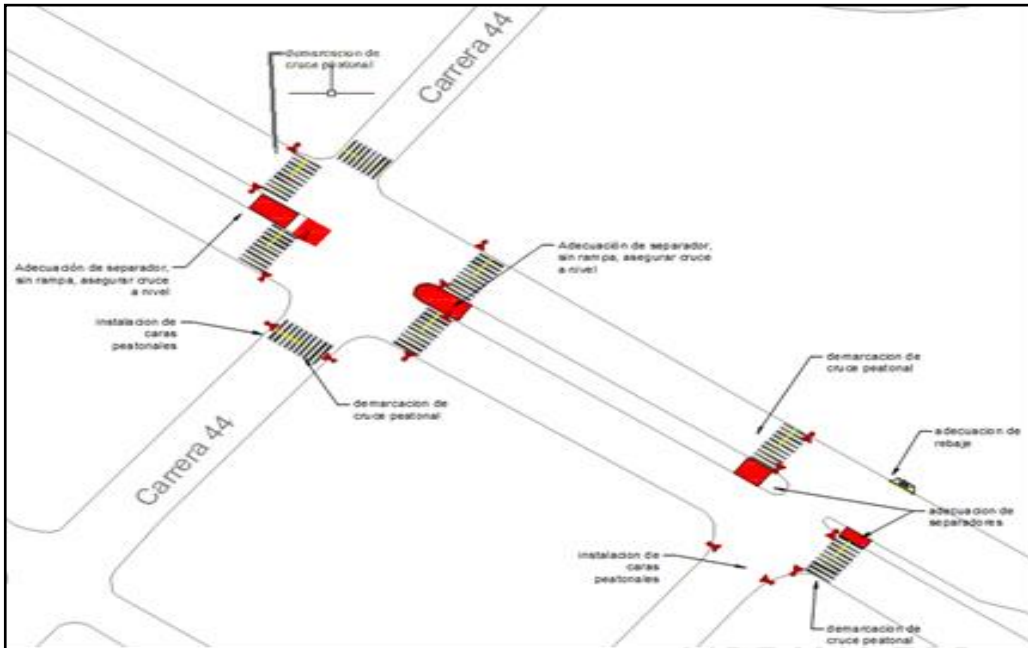 demarcacion de
cruce peatonal
Carrera 44
Adecuación de separador,
sin rampa, asegurar cruce
a nivel
Adecuación de separador,
sin rampa, asegurar cruce
a nivel
instalacion de
caras
peatonales
demarcacion de
cruce peatonal
Carrera 44
demarcacion de
cruce peatonal
adecuacion de
rebaje
adecuacion de
separadores
instalacion de
caras
peatonales
demarcacion de
cruce peatonal